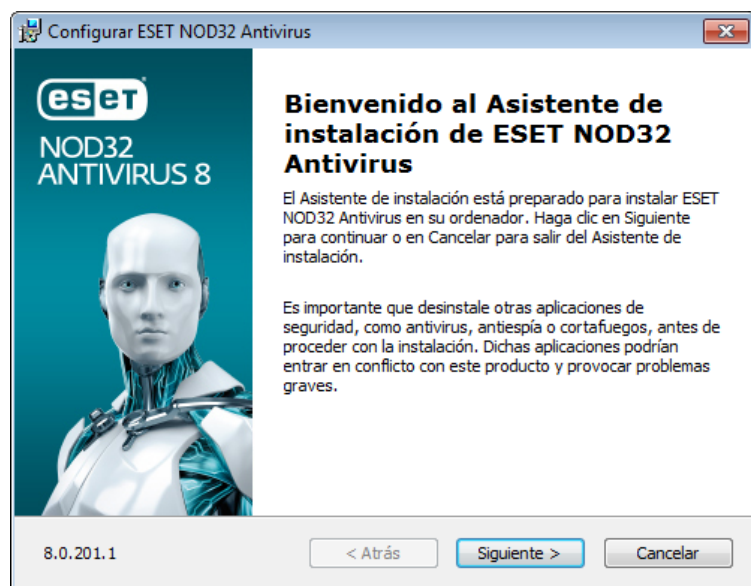 Configurar ESET NOD32 Antivirus
eset
NOD32
ANTIVIRUS 8
Bienvenido al Asistente de
instalación de ESET NOD32
Antivirus
El Asistente de instalación está preparado para instalar ESET
NOD32 Antivirus en su ordenador. Haga clic en Siguiente
para continuar o en Cancelar para salir del Asistente de
instalación.
Es importante que desinstale otras aplicaciones de
seguridad, como antivirus, antiespía o cortafuegos, antes de
proceder con la instalación. Dichas aplicaciones podrían
entrar en conflicto con este producto y provocar problemas
graves.
8.0.201.1
< Atrás
Siguiente >
Cancelar